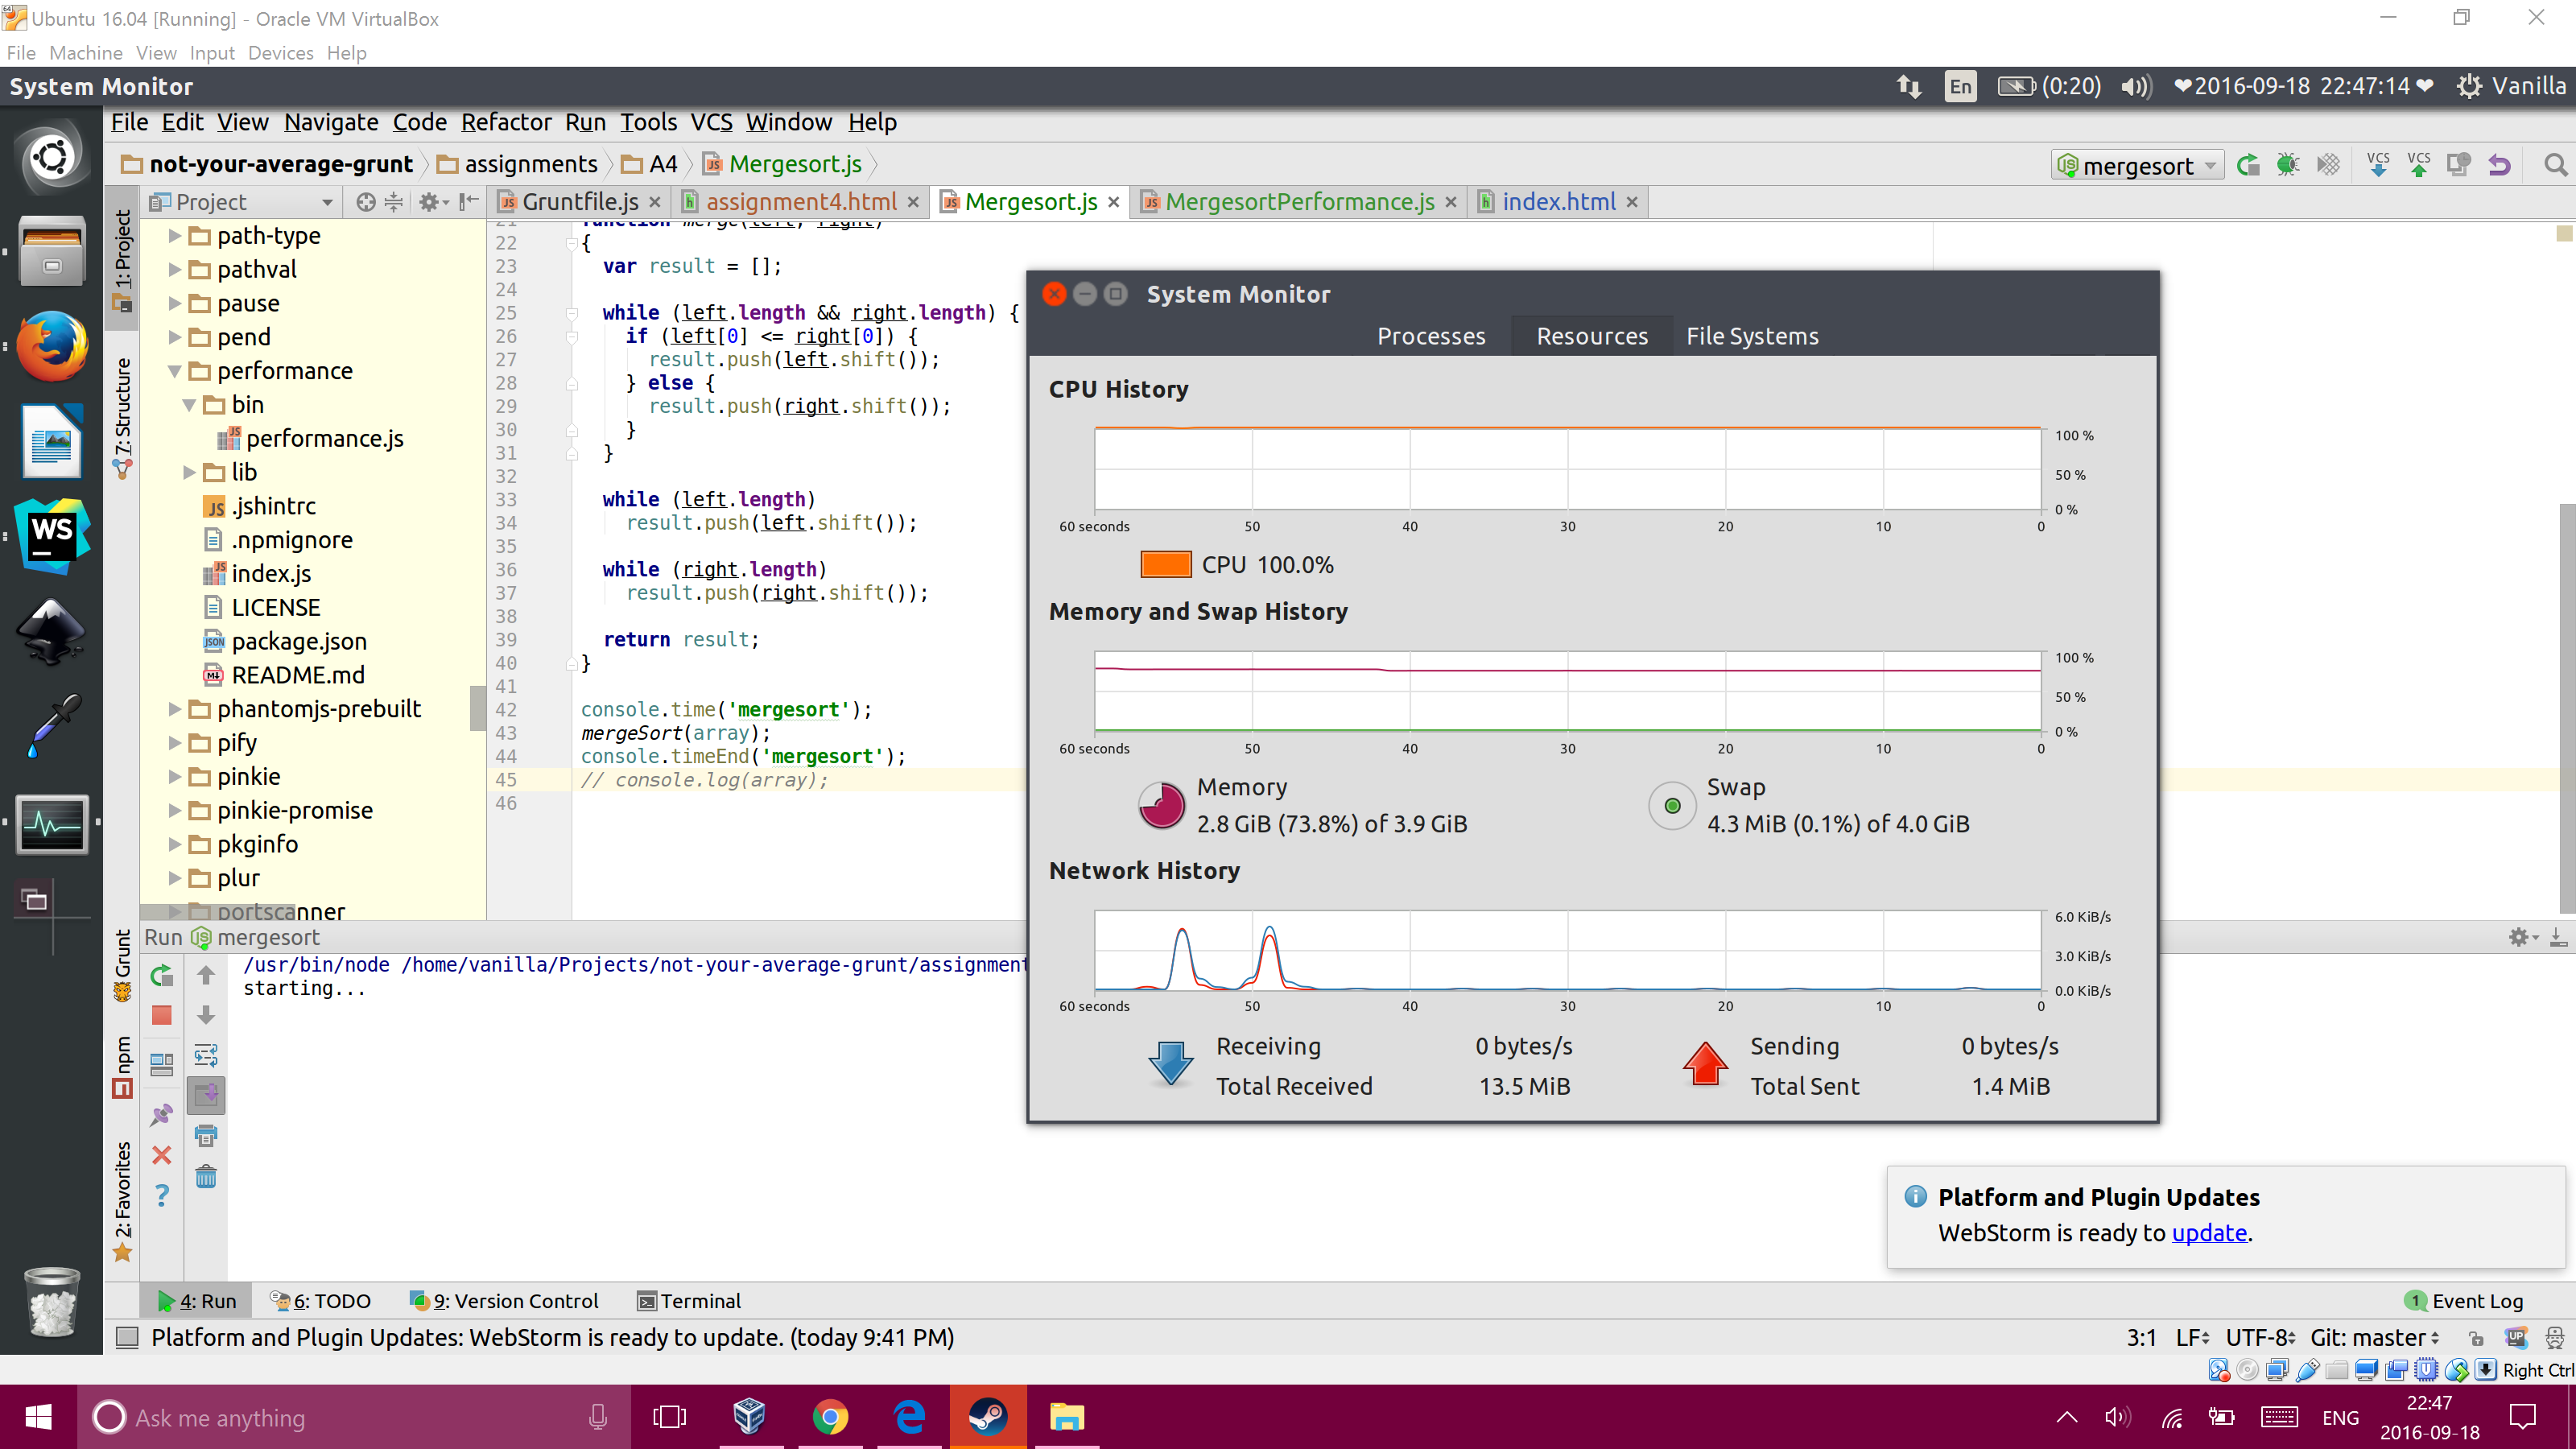 Ubuntu 16.04 [Running] - Oracle VM VirtualBox
File Machine View Input Devices Help
System Monitor
En (0:20) ❤2016-09-18 22:47:14❤ Vanilla
File Edit View Navigate Code Refactor Run Tools VCS Window Help
not-your-average-grunt assignments A4 Mergesort.js
mergesort VCS VCS
Project
Gruntfile.js assignment4.html Mergesort.js MergesortPerformance.js index.html
1: Project
7: Structure
Grunt
npm
2: Favorites
path-type
pathval
pause
pend
performance
bin
performance.js
lib
.jshintrc
.npmignore
index.js
LICENSE
package.json
README.md
phantomjs-prebuilt
pify
pinkie
pinkie-promise
pkginfo
plur
portscanner
21 function merge(left, right)
22 {
23 var result = [];
24
25 while (left.length && right.length) {
26 if (left[0] <= right[0]) {
27 result.push(left.shift());
28 } else {
29 result.push(right.shift());
30 }
31 }
32
33 while (left.length)
34 result.push(left.shift());
35
36 while (right.length)
37 result.push(right.shift());
38
39 return result;
40 }
41
42 console.time('mergesort');
43 mergeSort(array);
44 console.timeEnd('mergesort');
45 // console.log(array);
46
System Monitor
Processes Resources File Systems
CPU History
100 %
50 %
0 %
60 seconds 50 40 30 20 10 0
CPU 100.0%
Memory and Swap History
100 %
50 %
0 %
60 seconds 50 40 30 20 10 0
Memory
2.8 GiB (73.8%) of 3.9 GiB
Swap
4.3 MiB (0.1%) of 4.0 GiB
Network History
6.0 KiB/s
3.0 KiB/s
0.0 KiB/s
60 seconds 50 40 30 20 10 0
Receiving 0 bytes/s
Total Received 13.5 MiB
Sending 0 bytes/s
Total Sent 1.4 MiB
Run mergesort
/usr/bin/node /home/vanilla/Projects/not-your-average-grunt/assignment
starting...
Platform and Plugin Updates
WebStorm is ready to update.
4: Run 6: TODO 9: Version Control Terminal
1 Event Log
Platform and Plugin Updates: WebStorm is ready to update. (today 9:41 PM)
3:1 LF UTF-8 Git: master
Right Ctrl
Ask me anything
ENG
22:47
2016-09-18